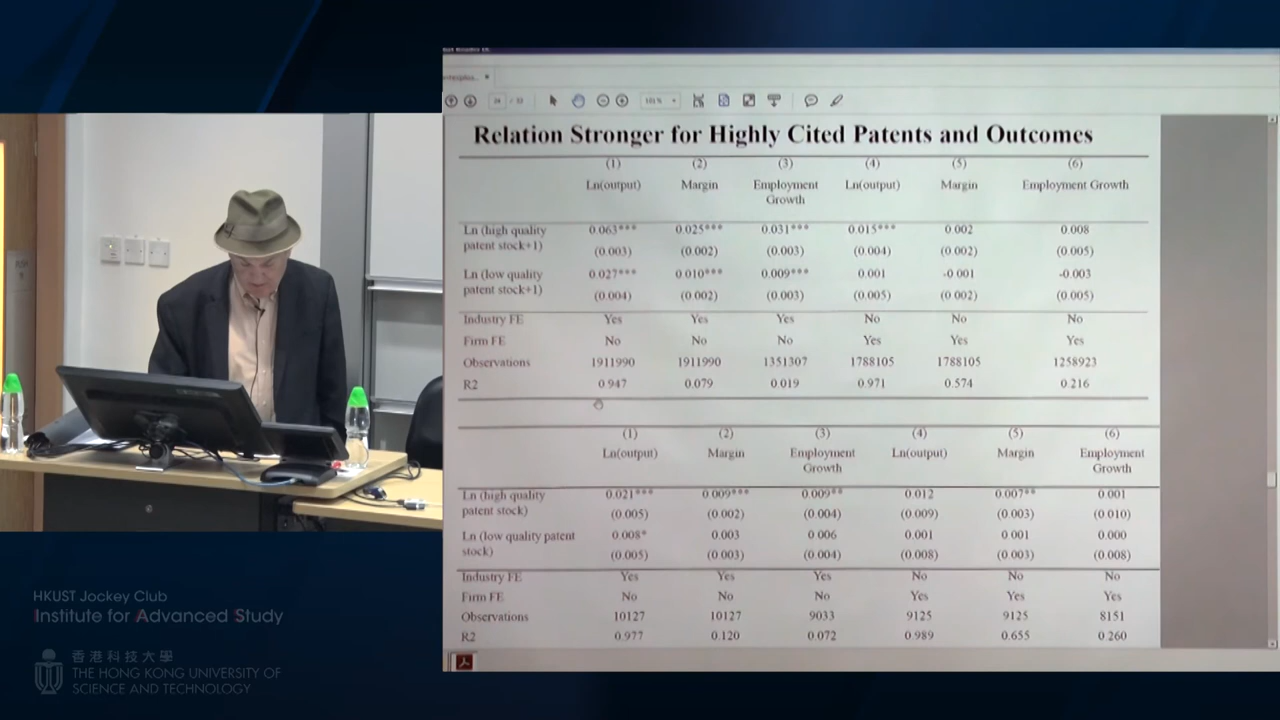 24 / 33
101%
Relation Stronger for Highly Cited Patents and Outcomes
(1) (2) (3) (4) (5) (6)
Ln(output) Margin Employment Growth Ln(output) Margin Employment Growth
Ln (high quality patent stock+1) 0.063*** 0.025*** 0.031*** 0.015*** 0.002 0.008
(0.003) (0.002) (0.003) (0.004) (0.002) (0.005)
Ln (low quality patent stock+1) 0.027*** 0.010*** 0.009*** 0.001 -0.001 -0.003
(0.004) (0.002) (0.003) (0.005) (0.002) (0.005)
Industry FE Yes Yes Yes No No No
Firm FE No No No Yes Yes Yes
Observations 1911990 1911990 1351307 1788105 1788105 1258923
R2 0.947 0.079 0.019 0.971 0.574 0.216
(1) (2) (3) (4) (5) (6)
Ln(output) Margin Employment Growth Ln(output) Margin Employment Growth
Ln (high quality patent stock) 0.021*** 0.009*** 0.009** 0.012 0.007** 0.001
(0.005) (0.002) (0.004) (0.009) (0.003) (0.010)
Ln (low quality patent stock) 0.008* 0.003 0.006 0.001 0.001 0.000
(0.005) (0.003) (0.004) (0.008) (0.003) (0.008)
Industry FE Yes Yes Yes No No No
Firm FE No No No Yes Yes Yes
Observations 10127 10127 9033 9125 9125 8151
R2 0.977 0.120 0.072 0.989 0.655 0.260
HKUST Jockey Club
Institute for Advanced Study
香港科技大學
THE HONG KONG UNIVERSITY OF
SCIENCE AND TECHNOLOGY